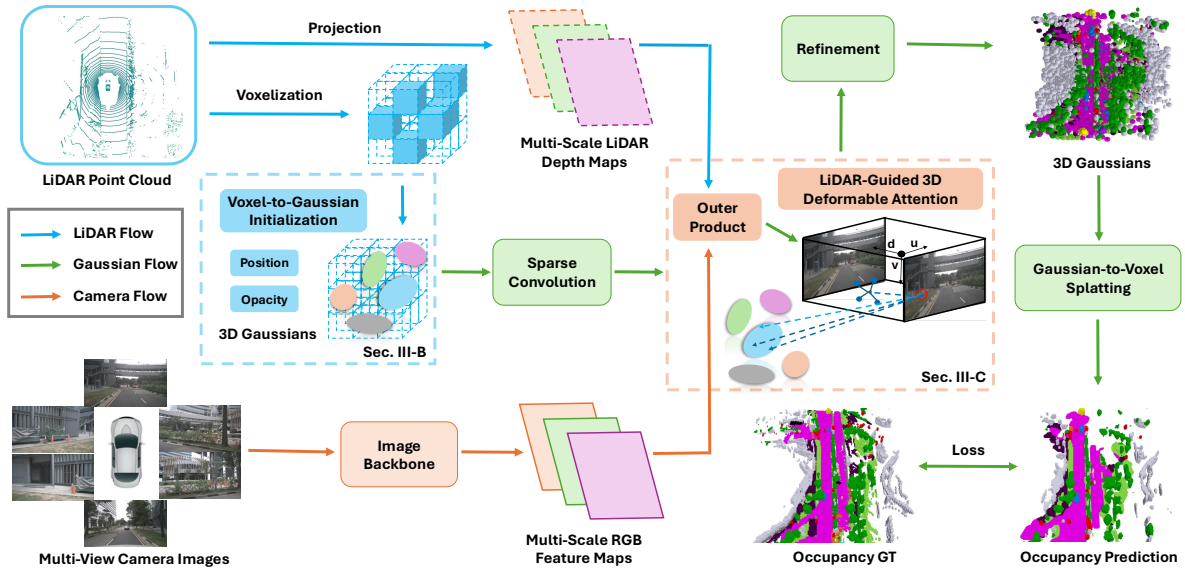 Projection
Voxelization
LiDAR Point Cloud
Multi-Scale LiDAR
Depth Maps
Refinement
3D Gaussians
LiDAR Flow
Gaussian Flow
Camera Flow
Voxel-to-Gaussian
Initialization
Position
Opacity
3D Gaussians
Sec. III-B
Sparse
Convolution
Outer
Product
LiDAR-Guided 3D
Deformable Attention
d
u
v
Sec. III-C
Gaussian-to-Voxel
Splatting
Multi-View Camera Images
Image
Backbone
Multi-Scale RGB
Feature Maps
Occupancy GT
Loss
Occupancy Prediction